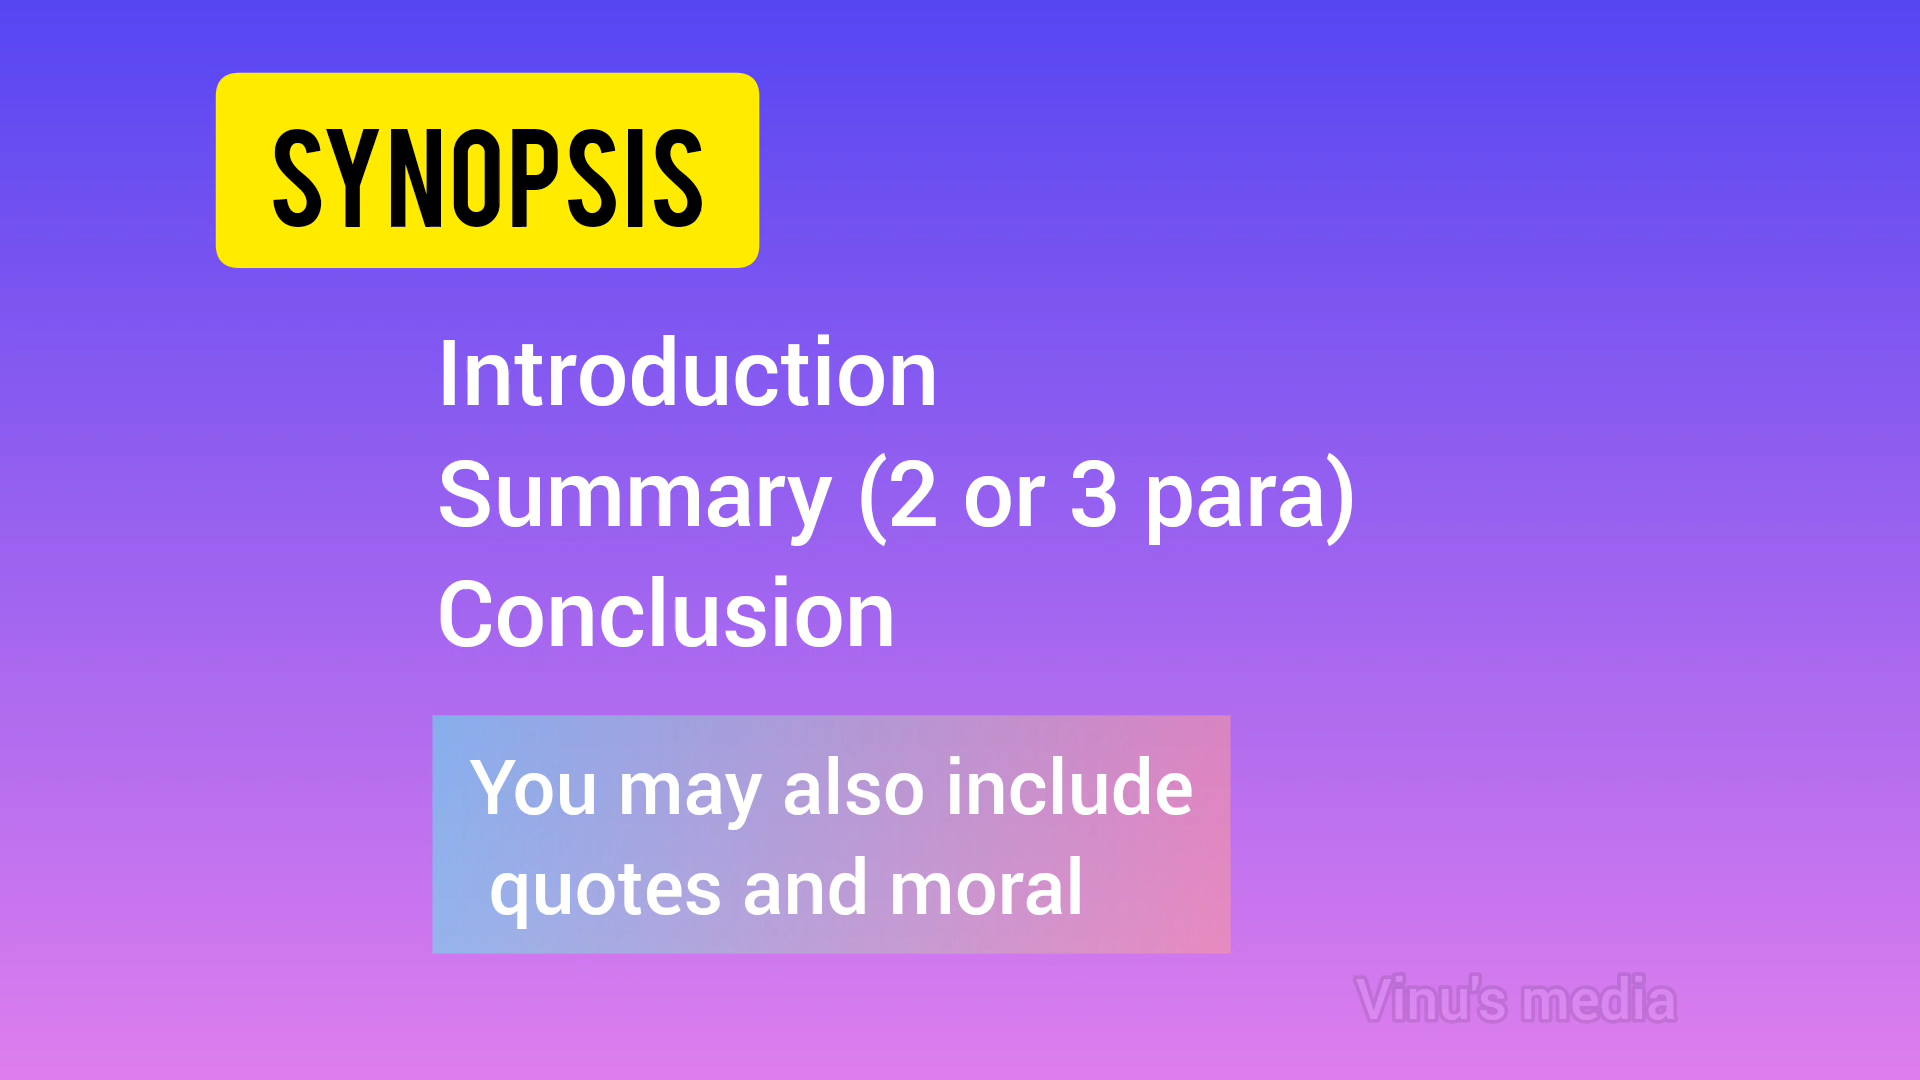 SYNOPSIS
Introduction
Summary (2 or 3 para)
Conclusion
You may also include
quotes and moral
Vinu's media